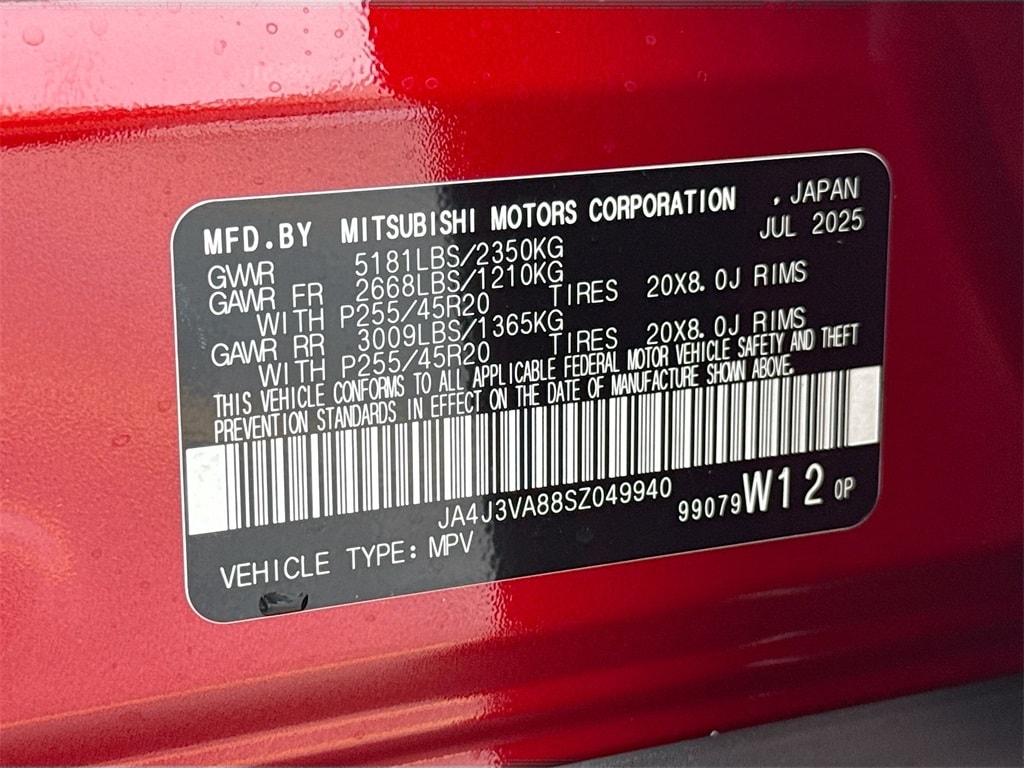 MFD.BY MITSUBISHI MOTORS CORPORATION , JAPAN
JUL 2025
GVWR 5181LBS/2350KG
GAWR FR 2668LBS/1210KG
WITH P255/45R20 TIRES 20X8.0J RIMS
GAWR RR 3009LBS/1365KG
WITH P255/45R20 TIRES 20X8.0J RIMS
THIS VEHICLE CONFORMS TO ALL APPLICABLE FEDERAL MOTOR VEHICLE SAFETY AND THEFT
PREVENTION STANDARDS IN EFFECT ON THE DATE OF MANUFACTURE SHOWN ABOVE.
JA4J3VA88SZ049940
99079 W12 0P
VEHICLE TYPE: MPV